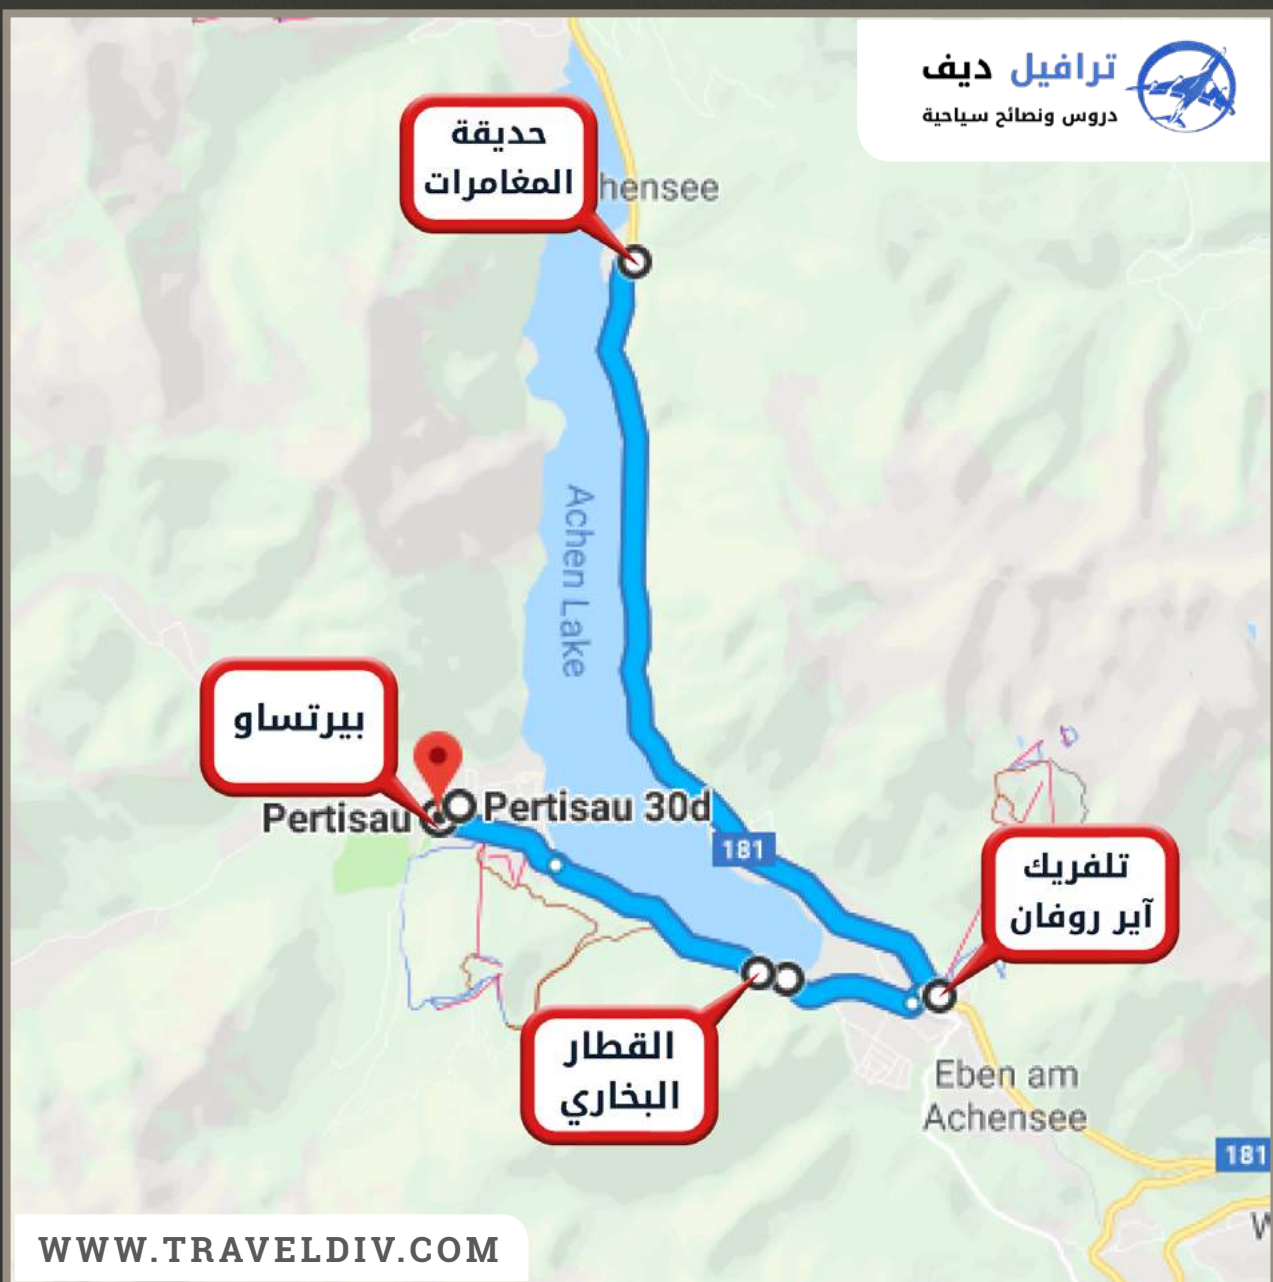 ترافيل ديف
دروس ونصائح سياحية
حديقة
المغامرات
hensee
Achen Lake
بيرتساو
Pertisau
Pertisau 30d
181
تلفريك
آير روفان
القطار
البخاري
Eben am
Achensee
181
W
WWW.TRAVELDIV.COM